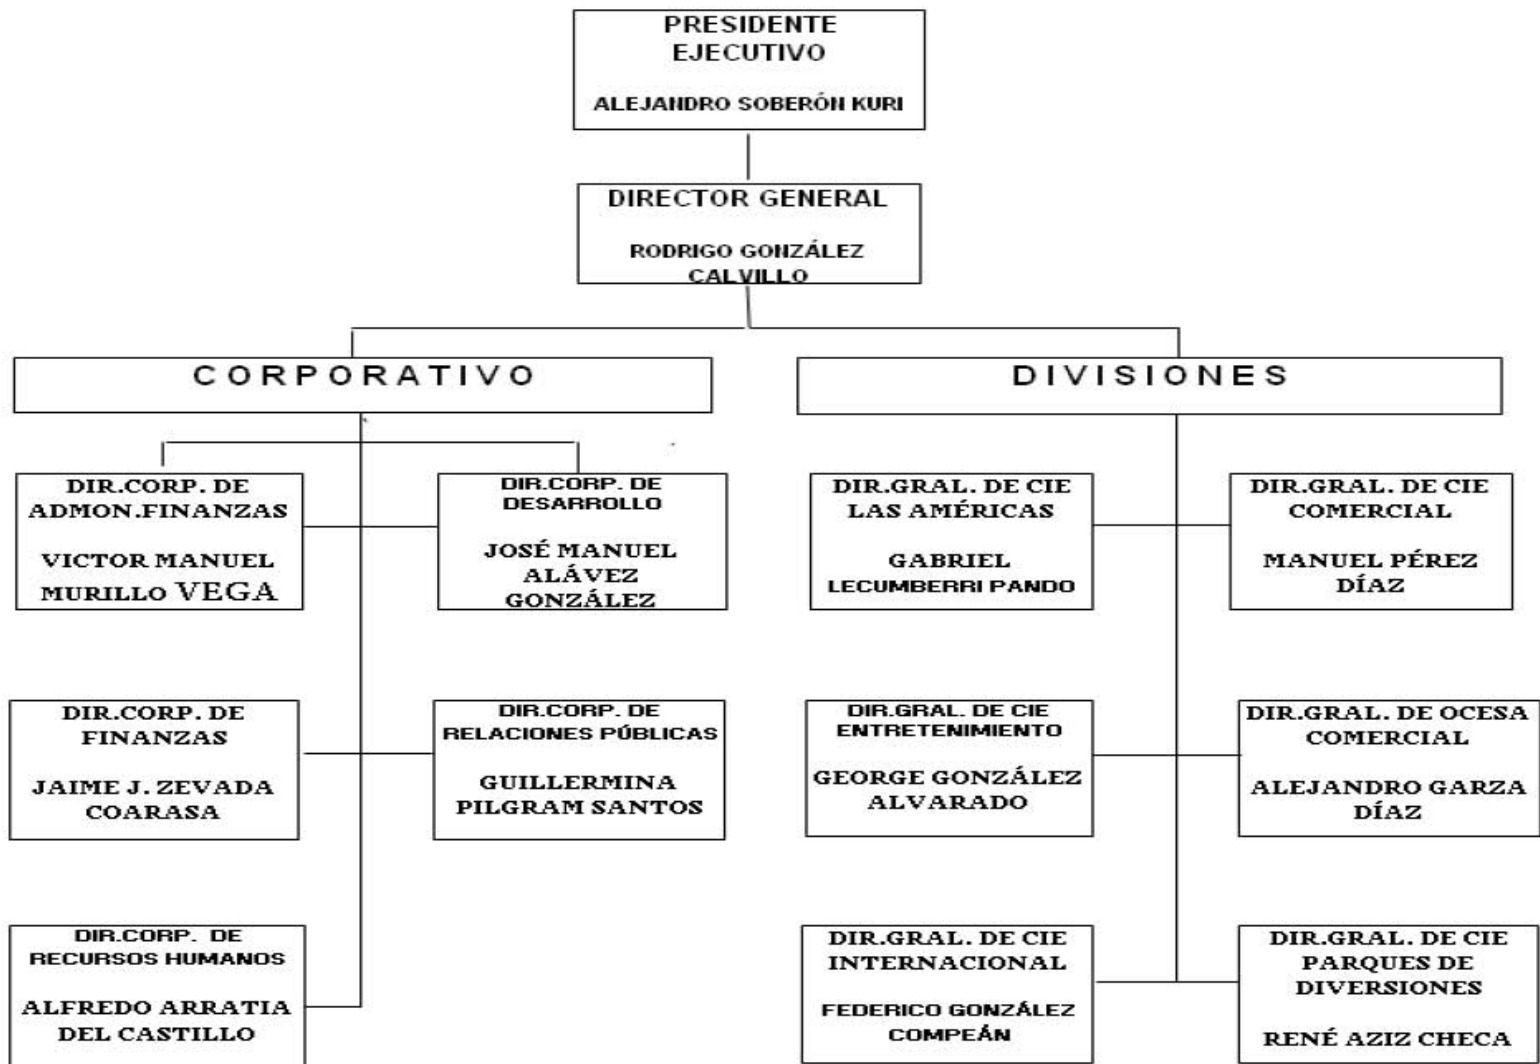 PRESIDENTE
EJECUTIVO
ALEJANDRO SOBERÓN KURI
DIRECTOR GENERAL
RODRIGO GONZÁLEZ
CALVILLO
CORPORATIVO
DIVISIONES
DIR.CORP. DE
ADMON.FINANZAS
VICTOR MANUEL
MURILLO VEGA
DIR.CORP. DE
DESARROLLO
JOSÉ MANUEL
ALÁVEZ
GONZÁLEZ
DIR.GRAL. DE CIE
LAS AMÉRICAS
GABRIEL
LECUMBERRI PANDO
DIR.GRAL. DE CIE
COMERCIAL
MANUEL PÉREZ
DÍAZ
DIR.CORP. DE
FINANZAS
JAIME J. ZEVADA
COARASA
DIR.CORP. DE
RELACIONES PÚBLICAS
GUILLERMINA
PILGRAM SANTOS
DIR.GRAL. DE CIE
ENTRETENIMIENTO
GEORGE GONZÁLEZ
ALVARADO
DIR.GRAL. DE OCESA
COMERCIAL
ALEJANDRO GARZA
DÍAZ
DIR.CORP. DE
RECURSOS HUMANOS
ALFREDO ARRATIA
DEL CASTILLO
DIR.GRAL. DE CIE
INTERNACIONAL
FEDERICO GONZÁLEZ
COMPEÁN
DIR.GRAL. DE CIE
PARQUES DE
DIVERSIONES
RENÉ AZIZ CHECA